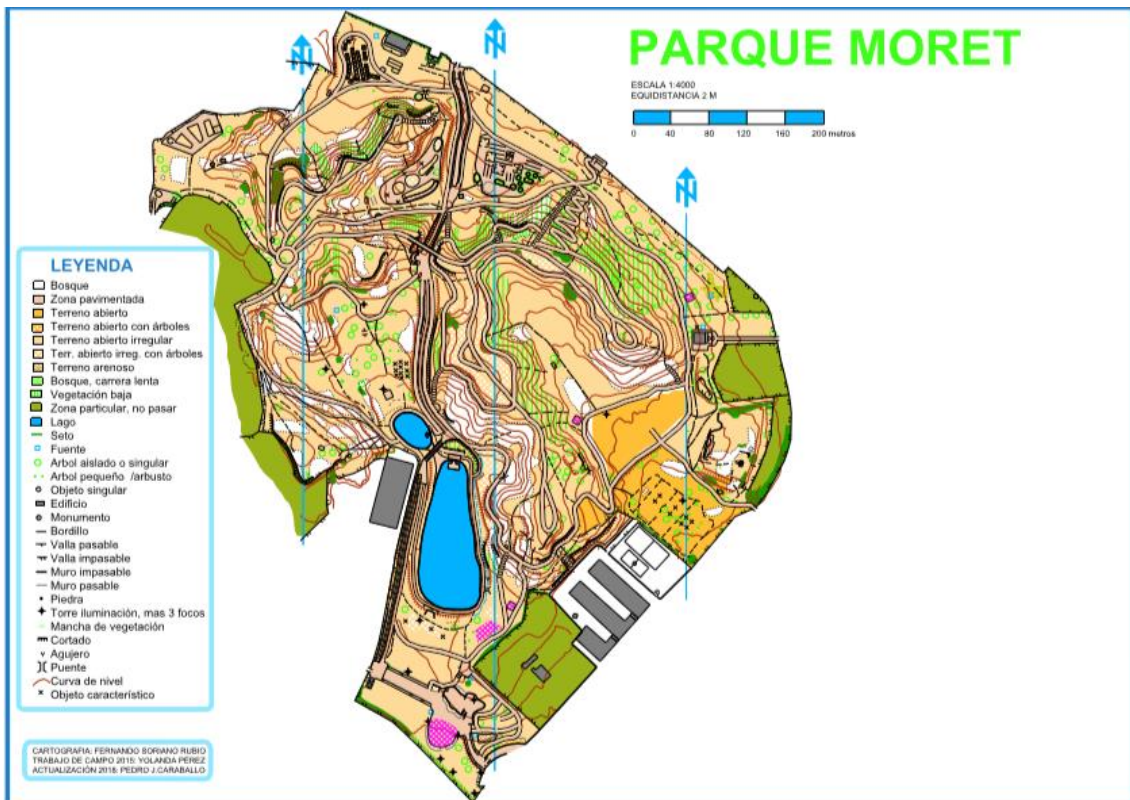 PARQUE MORET
ESCALA 1:4000
EQUIDISTANCIA 2 M
0 40 80 120 160 200 metros
N
N
N
LEYENDA
Bosque
Zona pavimentada
Terreno abierto
Terreno abierto con árboles
Terreno abierto irregular
Terr. abierto irreg. con árboles
Terreno arenoso
Bosque, carrera lenta
Vegetación baja
Zona particular, no pasar
Lago
Seto
Fuente
Arbol aislado o singular
Arbol pequeño /arbusto
Objeto singular
Edificio
Monumento
Bordillo
Valla pasable
Valla impasable
Muro impasable
Muro pasable
Piedra
Torre iluminación, mas 3 focos
Mancha de vegetación
Cortado
Agujero
Puente
Curva de nivel
Objeto característico
CARTOGRAFIA: FERNANDO SORIANO RUBIO
TRABAJO DE CAMPO 2015: YOLANDA PÉREZ
ACTUALIZACIÓN 2018: PEDRO J.CARABALLO